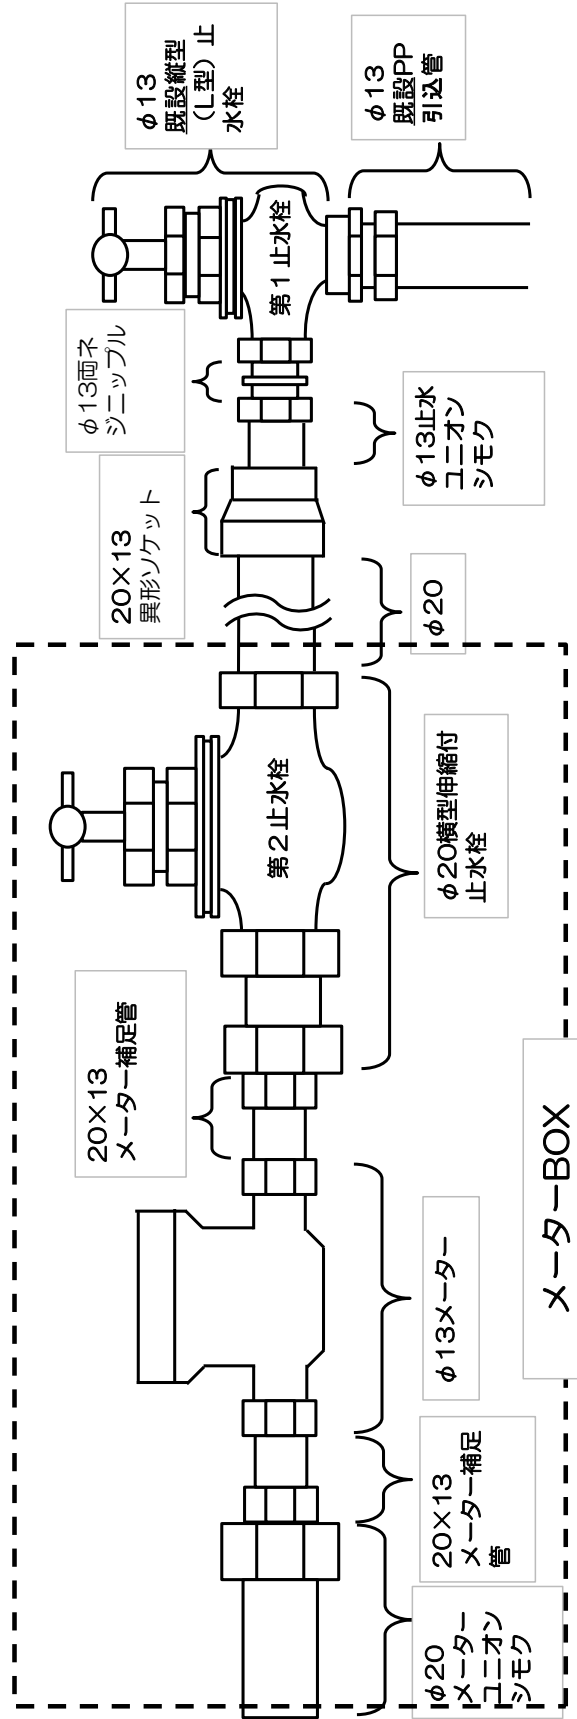 φ13
既設縦型
(L型)止
水栓
φ13
既設PP
引込管
第1止水栓
φ13両ネ
ジニップル
φ13止水
ユニオン
シモク
20×13
異形ソケット
φ20
第2止水栓
φ20横型伸縮付
止水栓
20×13
メーター補足管
メーターBOX
φ13メーター
20×13
メーター補足
管
φ20
メーター
ユニオン
シモク